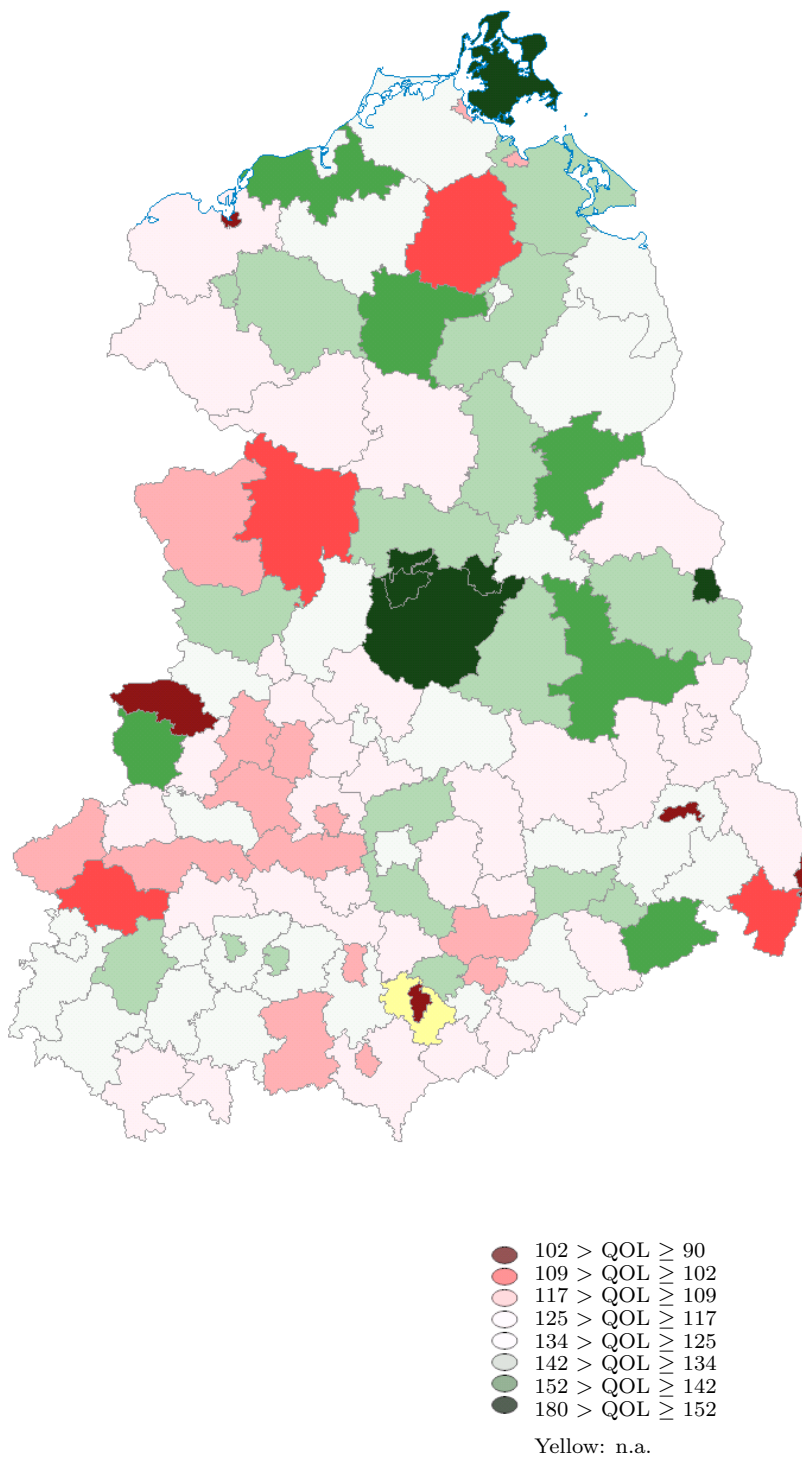 102 > QOL ≥ 90
109 > QOL ≥ 102
117 > QOL ≥ 109
125 > QOL ≥ 117
134 > QOL ≥ 125
142 > QOL ≥ 134
152 > QOL ≥ 142
180 > QOL ≥ 152
Yellow: n.a.